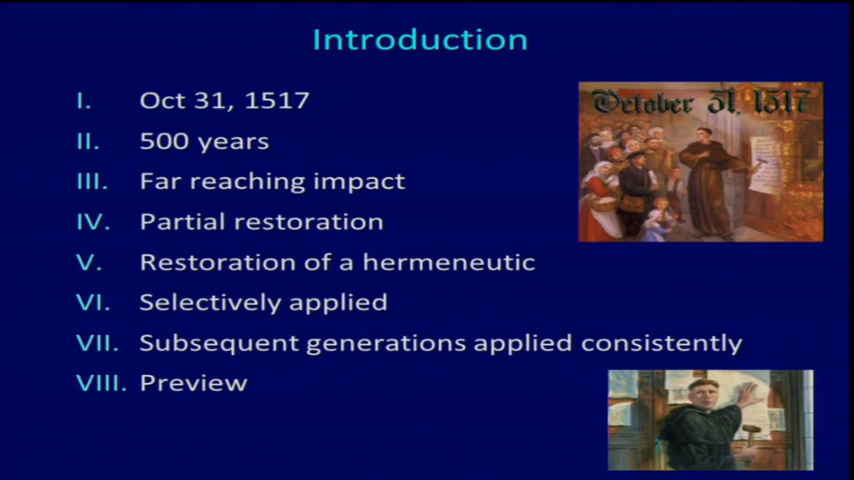 Introduction
I. Oct 31, 1517
II. 500 years
III. Far reaching impact
IV. Partial restoration
V. Restoration of a hermeneutic
VI. Selectively applied
VII. Subsequent generations applied consistently
VIII. Preview
October 31, 1517